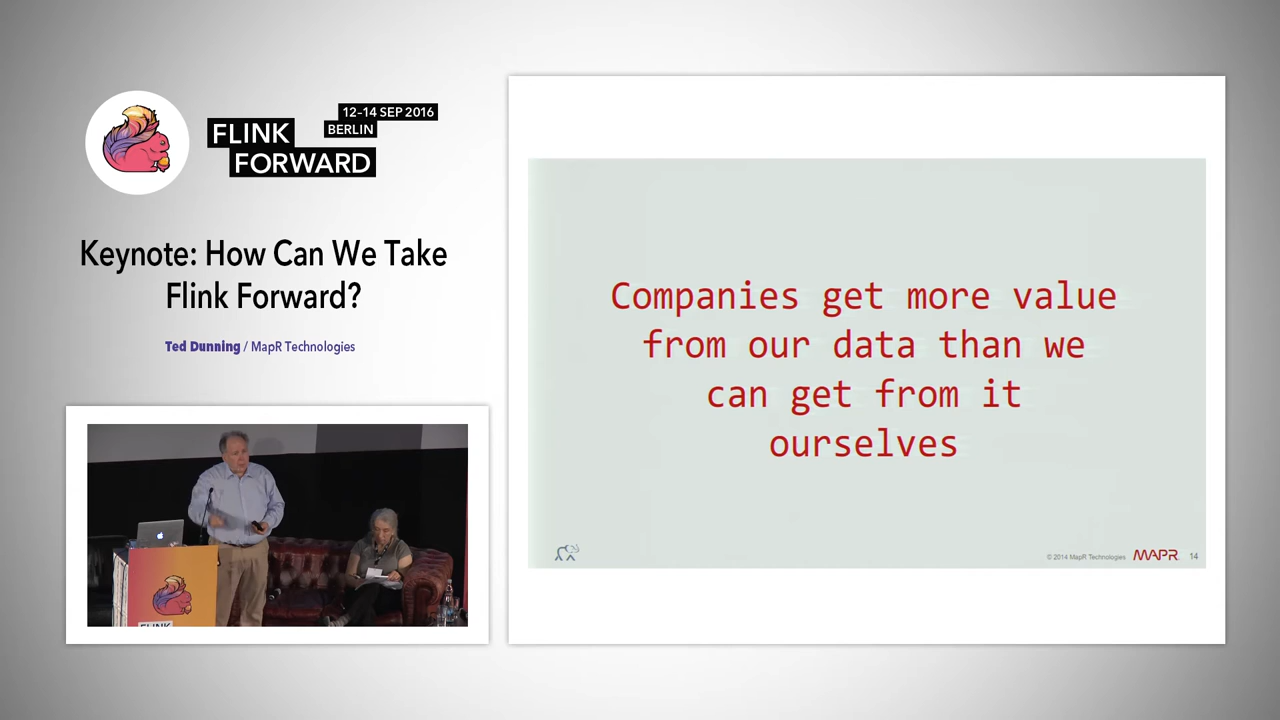 12–14 SEP 2016
BERLIN
FLINK
FORWARD
Keynote: How Can We Take
Flink Forward?
Ted Dunning / MapR Technologies
Companies get more value
from our data than we
can get from it
ourselves
© 2014 MapR Technologies MAPR 14
FLINK